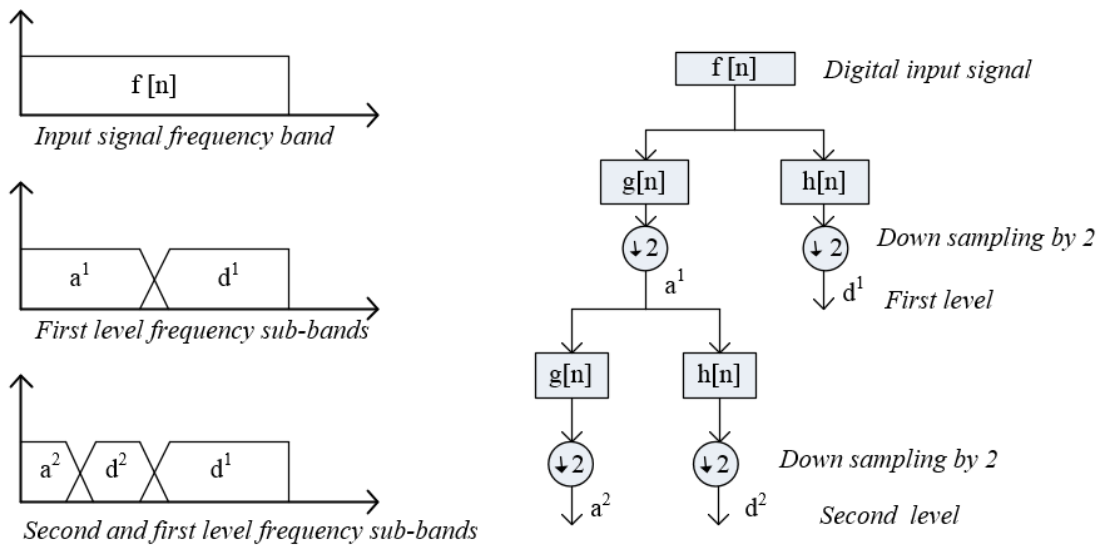 f [n]
Input signal frequency band
a¹
d¹
First level frequency sub-bands
a²
d²
d¹
Second and first level frequency sub-bands
f [n]
Digital input signal
g[n]
h[n]
↓2
↓2
Down sampling by 2
a¹
d¹
First level
g[n]
h[n]
↓2
↓2
Down sampling by 2
a²
d²
Second level